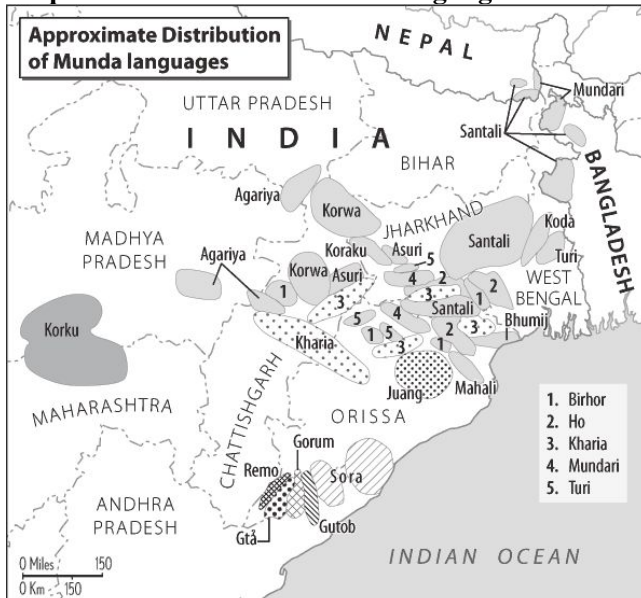 Approximate Distribution
of Munda languages
NEPAL
UTTAR PRADESH
INDIA
BIHAR
Mundari
Santali
BANGLADESH
Agariya
Korwa
JHARKHAND
Koraku
Asuri
5
Santali
Koda
Turi
MADHYA
PRADESH
Agariya
Korwa
Asuri
1
3
4
2
3
Santali
2
1
WEST
BENGAL
Korku
Kharia
5
4
1
5
3
2
1
3
Bhumij
Mahali
Juang
MAHARASHTRA
CHATTISHGARH
ORISSA
Gorum
Remo
Sora
Gtå
Gutob
ANDHRA
PRADESH
1. Birhor
2. Ho
3. Kharia
4. Mundari
5. Turi
0 Miles 150
0 Km 150
INDIAN OCEAN